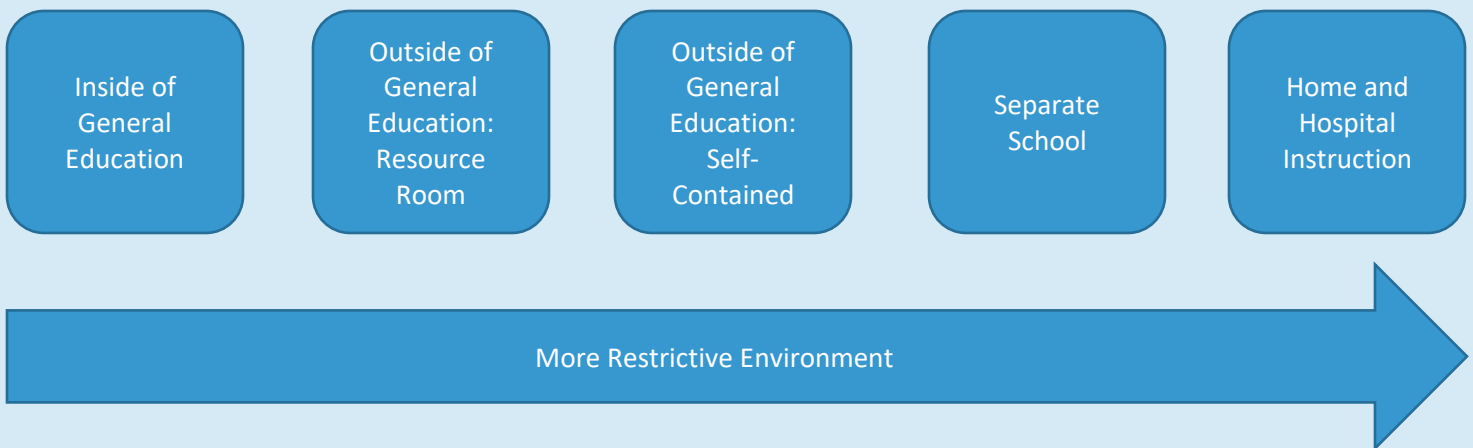 Inside of
General
Education
Outside of
General
Education:
Resource
Room
Outside of
General
Education:
Self-
Contained
Separate
School
Home and
Hospital
Instruction
More Restrictive Environment